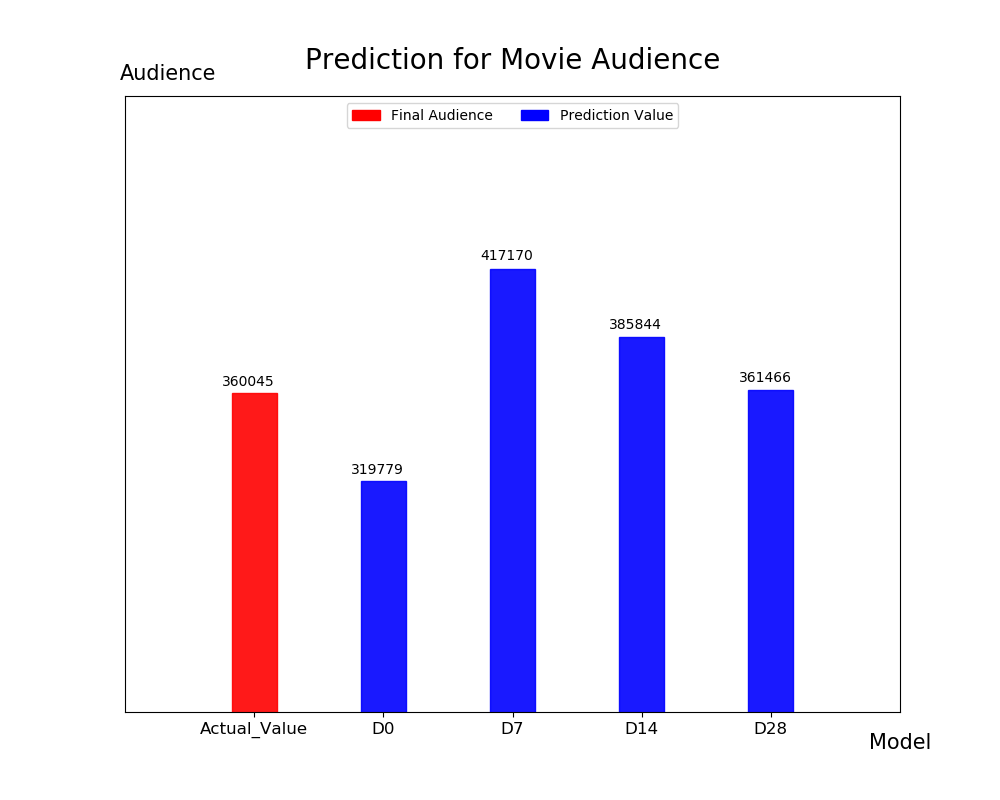 Prediction for Movie Audience
Audience
Final Audience Prediction Value
417170
385844
361466
360045
319779
Actual_Value D0 D7 D14 D28
Model